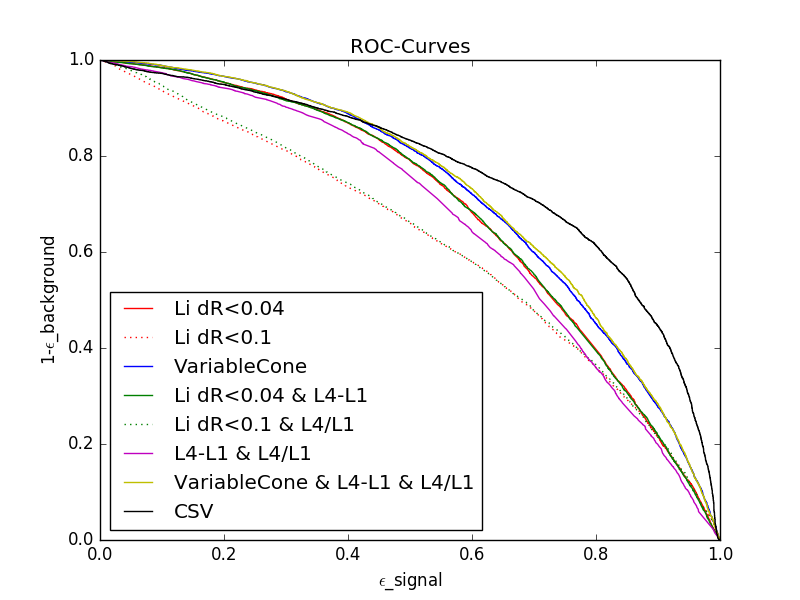 ROC-Curves
1.0
0.8
0.6
0.4
0.2
0.0
1-ϵ_background
Li dR<0.04
Li dR<0.1
VariableCone
Li dR<0.04 & L4-L1
Li dR<0.1 & L4/L1
L4-L1 & L4/L1
VariableCone & L4-L1 & L4/L1
CSV
0.0 0.2 0.4 0.6 0.8 1.0
ϵ_signal